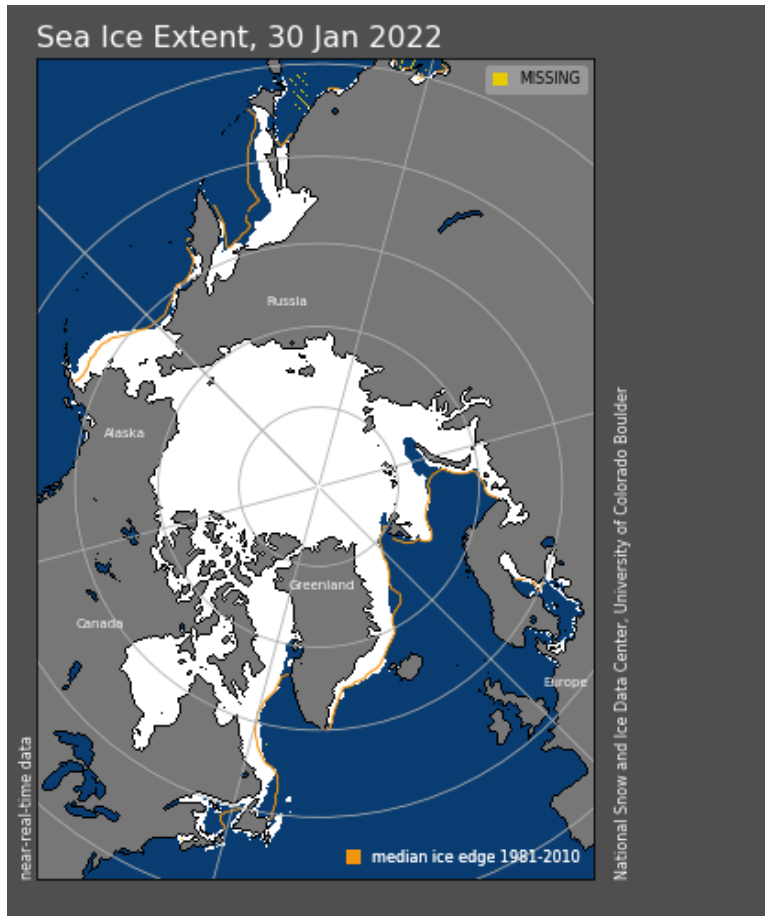 Sea Ice Extent, 30 Jan 2022
MISSING
Russia
Alaska
Greenland
Canada
Europe
median ice edge 1981-2010
near-real-time data
National Snow and Ice Data Center, University of Colorado Boulder